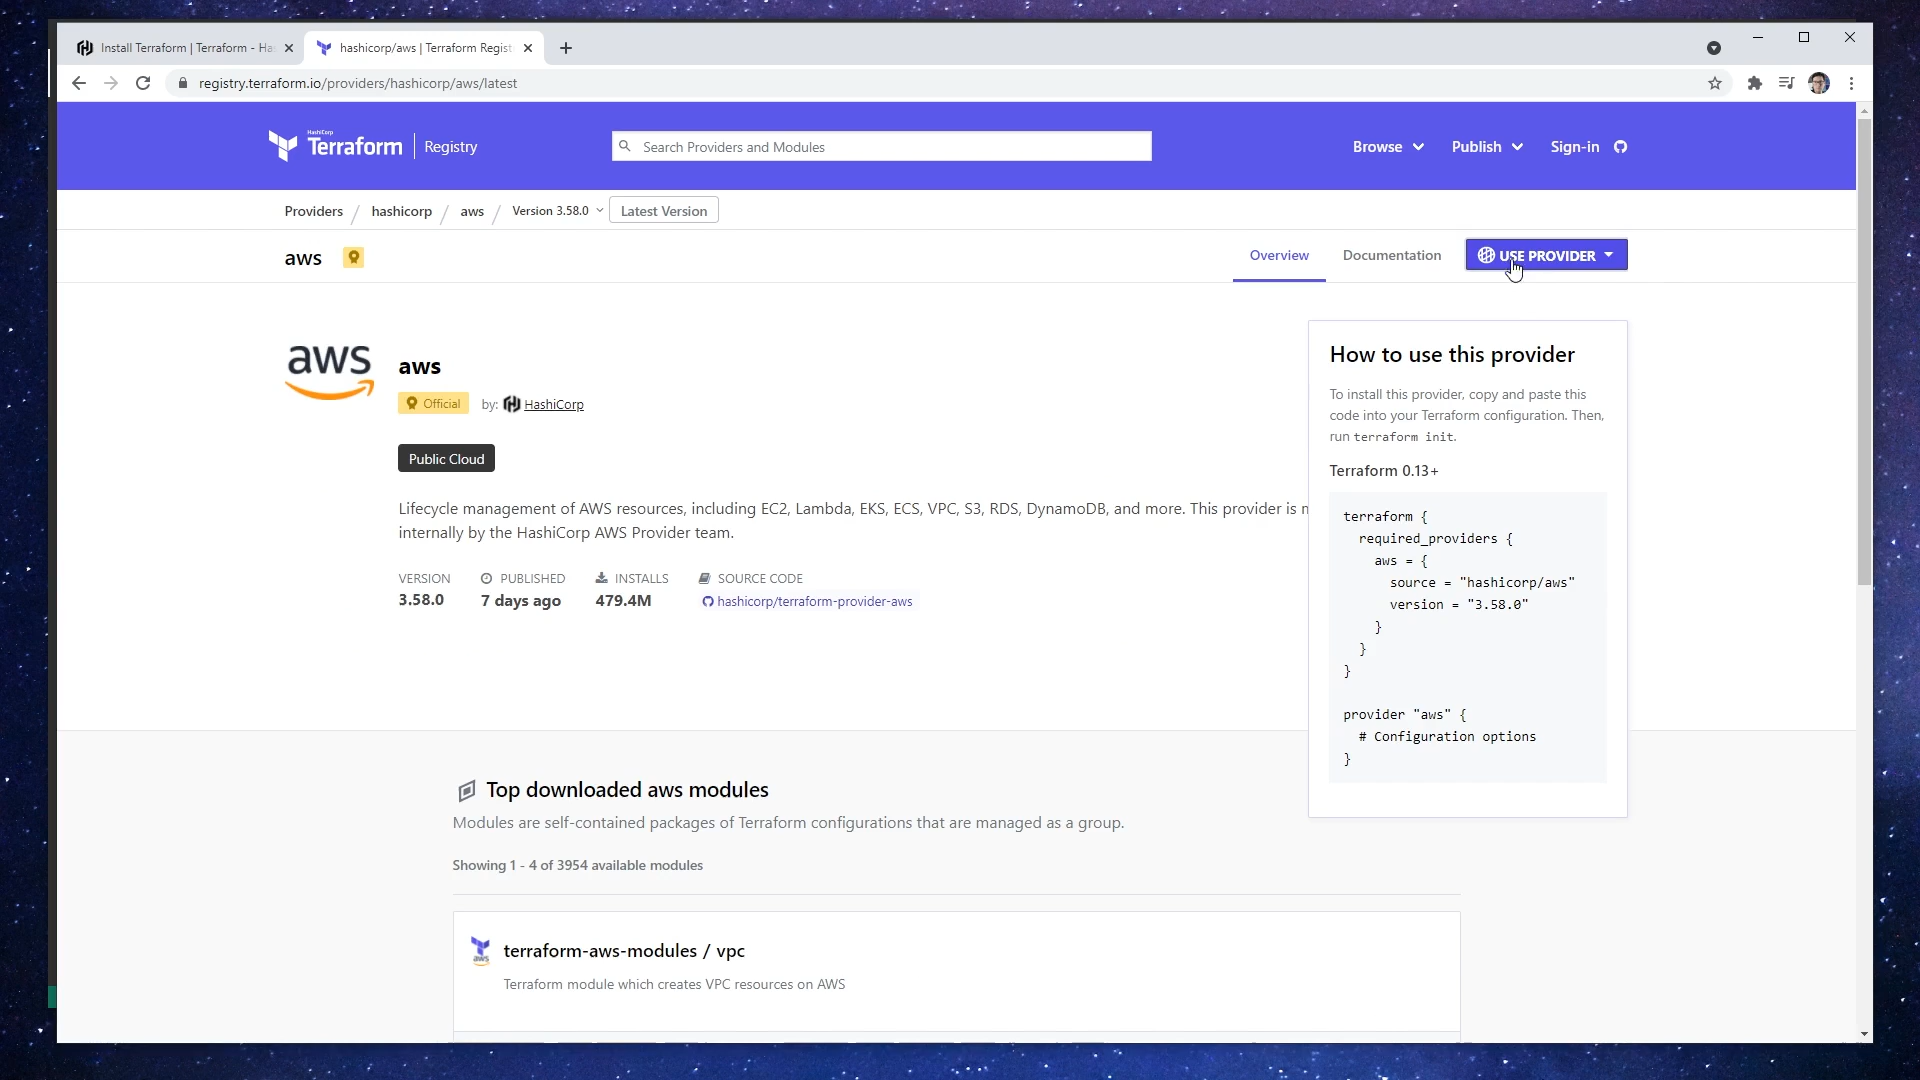 Install Terraform | Terraform - Ha
hashicorp/aws | Terraform Regist
registry.terraform.io/providers/hashicorp/aws/latest
HashiCorp
Terraform
Registry
Search Providers and Modules
Browse
Publish
Sign-in
Providers / hashicorp / aws / Version 3.58.0
Latest Version
aws
Overview
Documentation
USE PROVIDER
aws
aws
Official
by: HashiCorp
Public Cloud
Lifecycle management of AWS resources, including EC2, Lambda, EKS, ECS, VPC, S3, RDS, DynamoDB, and more. This provider is
internally by the HashiCorp AWS Provider team.
VERSION
3.58.0
PUBLISHED
7 days ago
INSTALLS
479.4M
SOURCE CODE
hashicorp/terraform-provider-aws
How to use this provider
To install this provider, copy and paste this
code into your Terraform configuration. Then,
run terraform init.
Terraform 0.13+
terraform {
required_providers {
aws = {
source = "hashicorp/aws"
version = "3.58.0"
}
}
}
provider "aws" {
# Configuration options
}
Top downloaded aws modules
Modules are self-contained packages of Terraform configurations that are managed as a group.
Showing 1 - 4 of 3954 available modules
aws
terraform-aws-modules / vpc
Terraform module which creates VPC resources on AWS